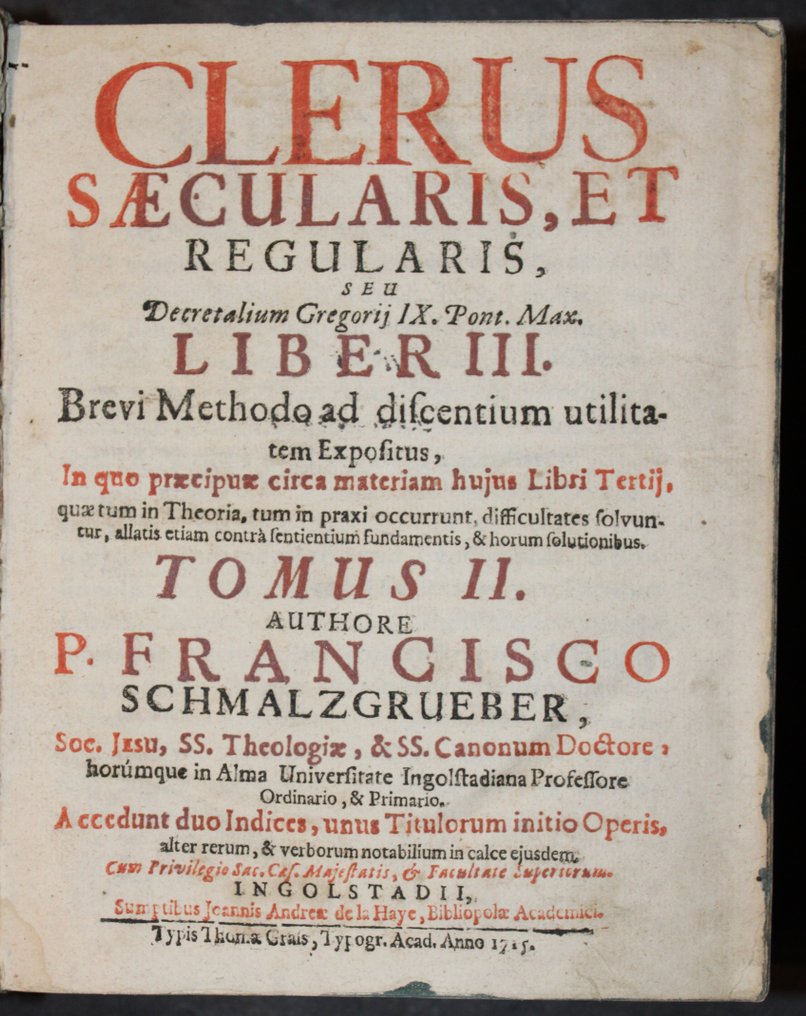 CLERUS
SÆCULARIS, ET
REGULARIS,
SEU
Decretalium Gregorij IX. Pont. Max.
LIBER III.
Brevi Methodo ad diſcentium utilita-
tem Expoſitus,
In quo præcipuæ circa materiam hujus Libri Tertij,
quæ tum in Theoria, tum in praxi occurrunt, difficultates ſolvun-
tur, allatis etiam contrà ſentientium fundamentis, & horum ſolutionibus.
TOMUS II.
AUTHORE
P. FRANCISCO
SCHMALZGRUEBER,
Soc. JESU, SS. Theologiæ, & SS. Canonum Doctore,
horúmque in Alma Univerſitate Ingolſtadiana Profeſſore
Ordinario, & Primario.
Accedunt duo Indices, unus Titulorum initio Operis,
alter rerum, & verborum notabilium in calce ejusdem.
Cum Privilegio Sac. Cæſ. Majeſtatis, & Facultate Superiorum.
INGOLSTADII,
Sumptibus Joannis Andreæ de la Haye, Bibliopolæ Academici.
Typis Thomæ Graſs, Typogr. Acad. Anno 1715.